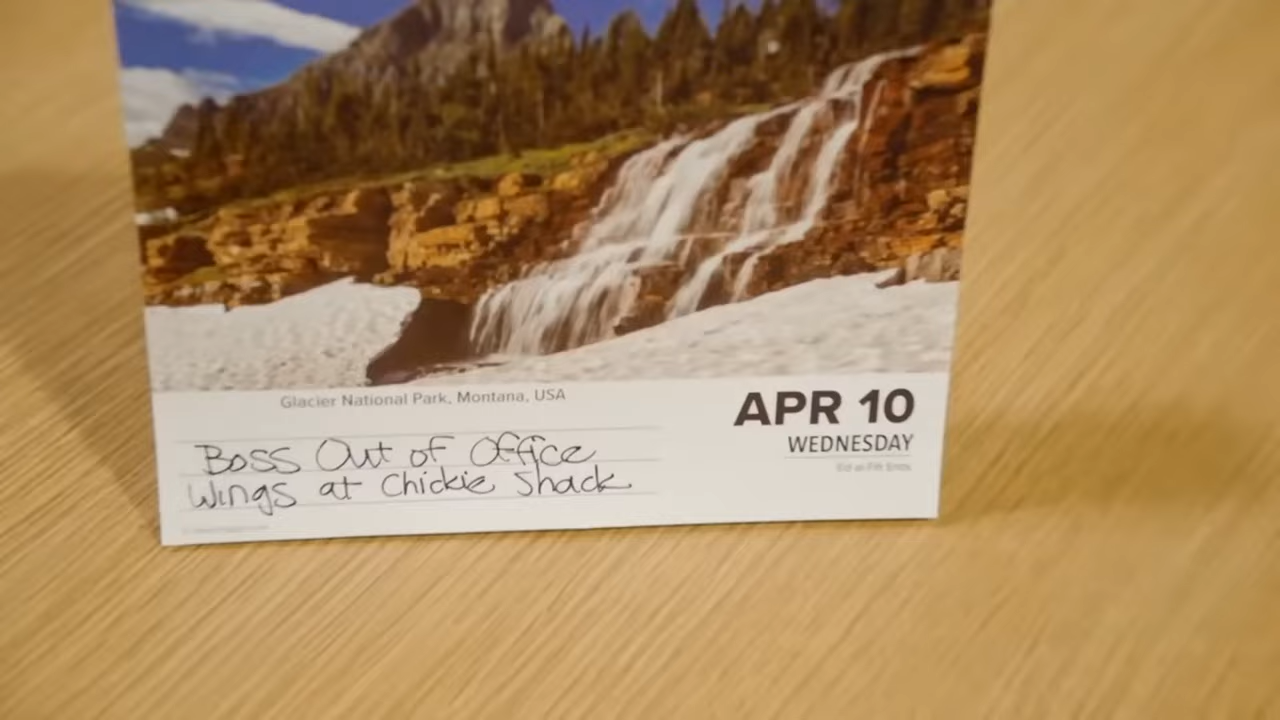 Glacier National Park, Montana, USA
APR 10
WEDNESDAY
Boss Out of Office
Wings at Chickie Shack